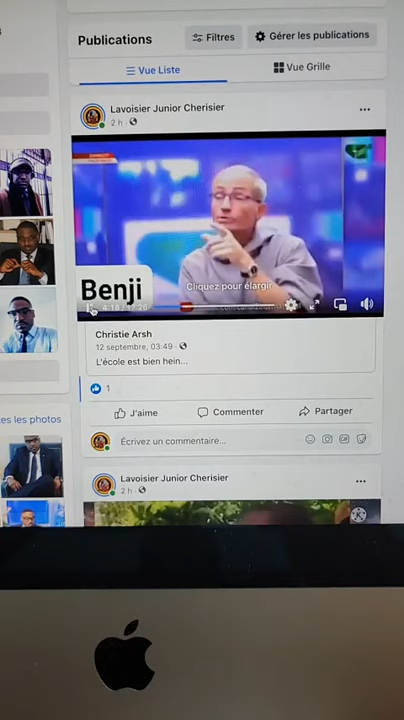 Publications
Filtres
Gérer les publications
Vue Liste
Vue Grille
Lavoisier Junior Cherisier
2 h
Benji
Cliquez pour élargir
Christie Arsh
12 septembre, 03:49
L'école est bien hein...
1
J'aime
Commenter
Partager
Écrivez un commentaire...
es les photos
Lavoisier Junior Cherisier
2 h